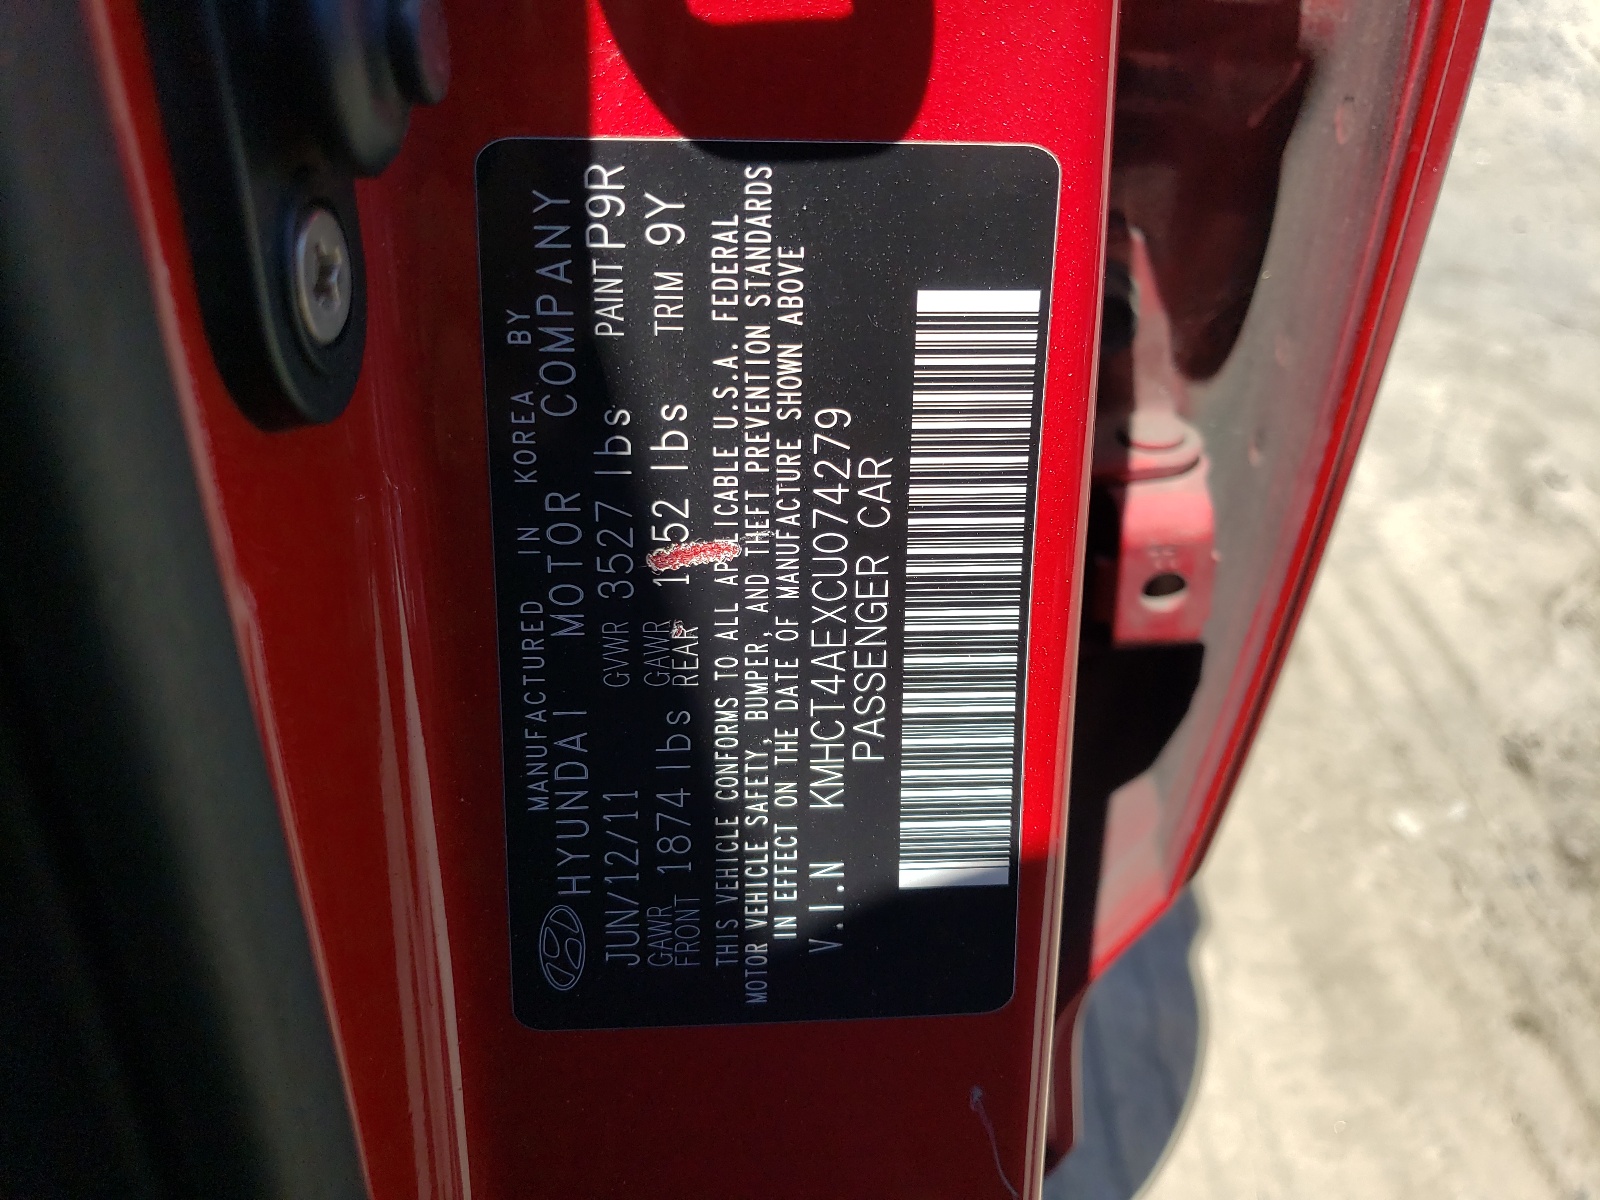 MANUFACTURED IN KOREA BY
HYUNDAI MOTOR COMPANY
JUN/12/11 GVWR 3527 lbs PAINT P9R
GAWR FRONT 1874 lbs GAWR REAR lbs TRIM 9Y
THIS VEHICLE CONFORMS TO ALL APPLICABLE U.S.A. FEDERAL
MOTOR VEHICLE SAFETY, BUMPER, AND THEFT PREVENTION STANDARDS
IN EFFECT ON THE DATE OF MANUFACTURE SHOWN ABOVE
V.I.N KMHCT4AEXCU074279
PASSENGER CAR